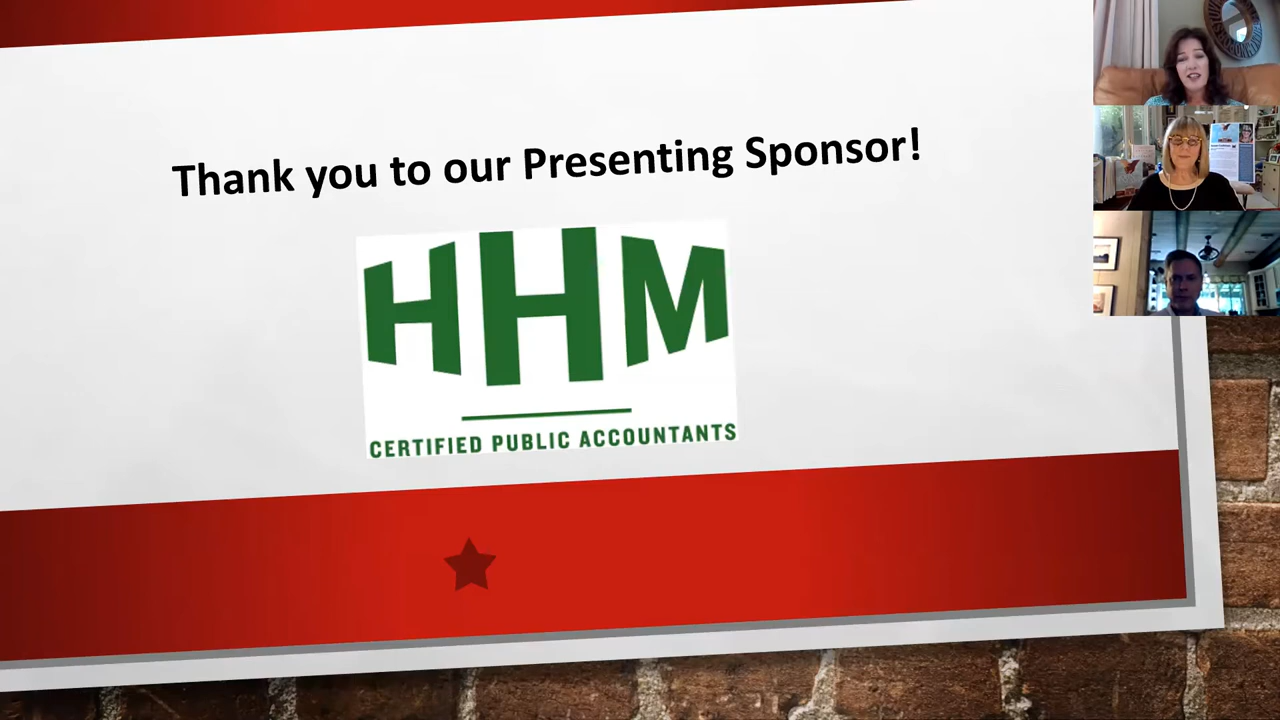 Thank you to our Presenting Sponsor!
HHM
CERTIFIED PUBLIC ACCOUNTANTS